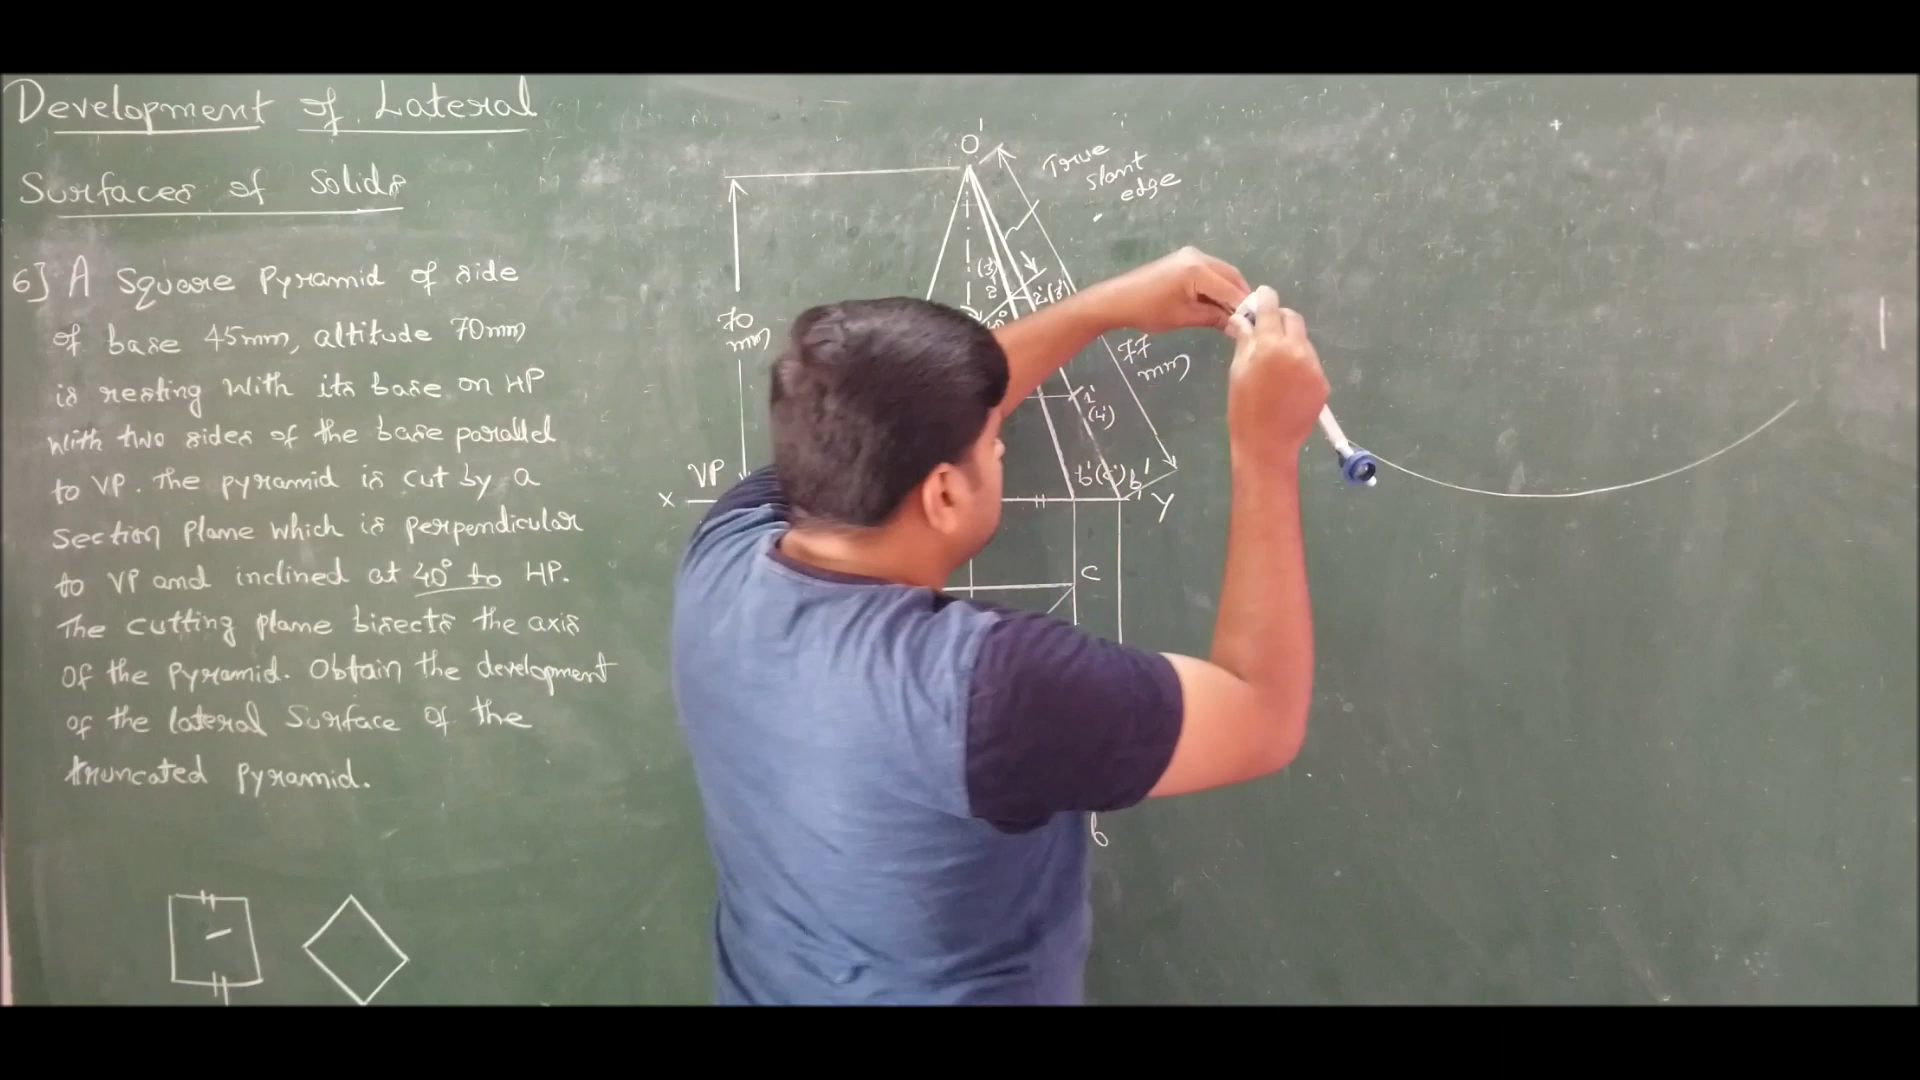 Development of Lateral
Surfaces of Solids
6] A Square Pyramid of side
of base 45mm, altitude 70mm
is resting with its base on HP
with two sides of the base parallel
to VP. The pyramid is cut by a
section plane which is perpendicular
to VP and inclined at 40° to HP.
The cutting plane bisects the axis
of the Pyramid. Obtain the development
of the lateral Surface of the
truncated pyramid.
O'
True
slant
edge
70
mm
(3')
2'
2'(3')
77
mm
1'
(4')
VP
X
b'(c')
b'
Y
C
b